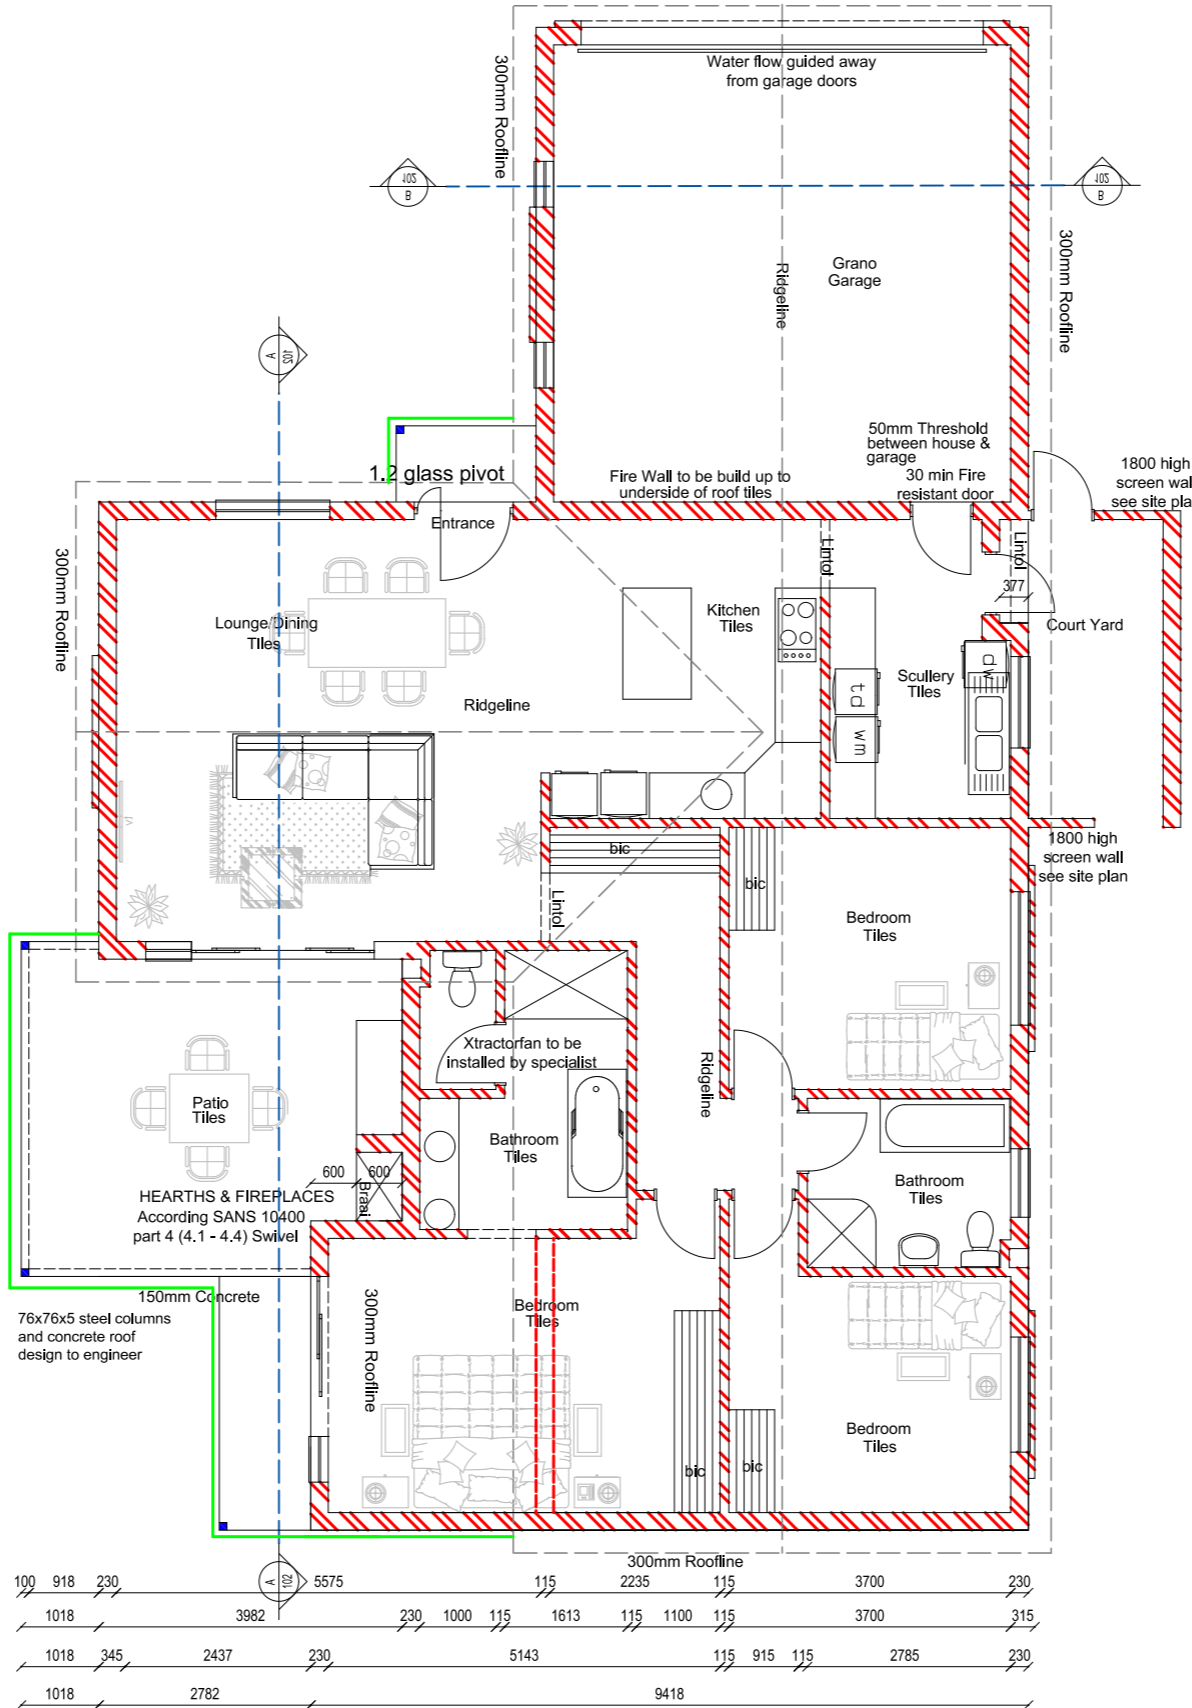 Water flow guided away
from garage doors
300mm Roofline
102
B
102
B
Grano
Garage
Ridgeline
300mm Roofline
A
102
50mm Threshold
between house &
garage
1.2 glass pivot
Fire Wall to be build up to
underside of roof tiles
30 min Fire
resistant door
1800 high
screen wal
see site pla
Entrance
Lintol
Lintol
377
300mm Roofline
Lounge/Dining
TIles
Kitchen
Tiles
Court Yard
Scullery
TIles
dw
td
wm
Ridgeline
TV
bic
bic
1800 high
screen wall
see site plan
Lintol
Bedroom
Tiles
Xtractorfan to be
installed by specialist
Ridgeline
Patio
Tiles
Bathroom
Tiles
Bathroom
Tiles
600
600
Braai
HEARTHS & FIREPLACES
According SANS 10400
part 4 (4.1 - 4.4) Swivel
150mm Concrete
76x76x5 steel columns
and concrete roof
design to engineer
300mm Roofline
Bedroom
Tiles
Bedroom
Tiles
bic
bic
300mm Roofline
A
102
100 918 230 5575 115 2235 115 3700 230
1018 3982 230 1000 115 1613 115 1100 115 3700 315
1018 345 2437 230 5143 115 915 115 2785 230
1018 2782 9418